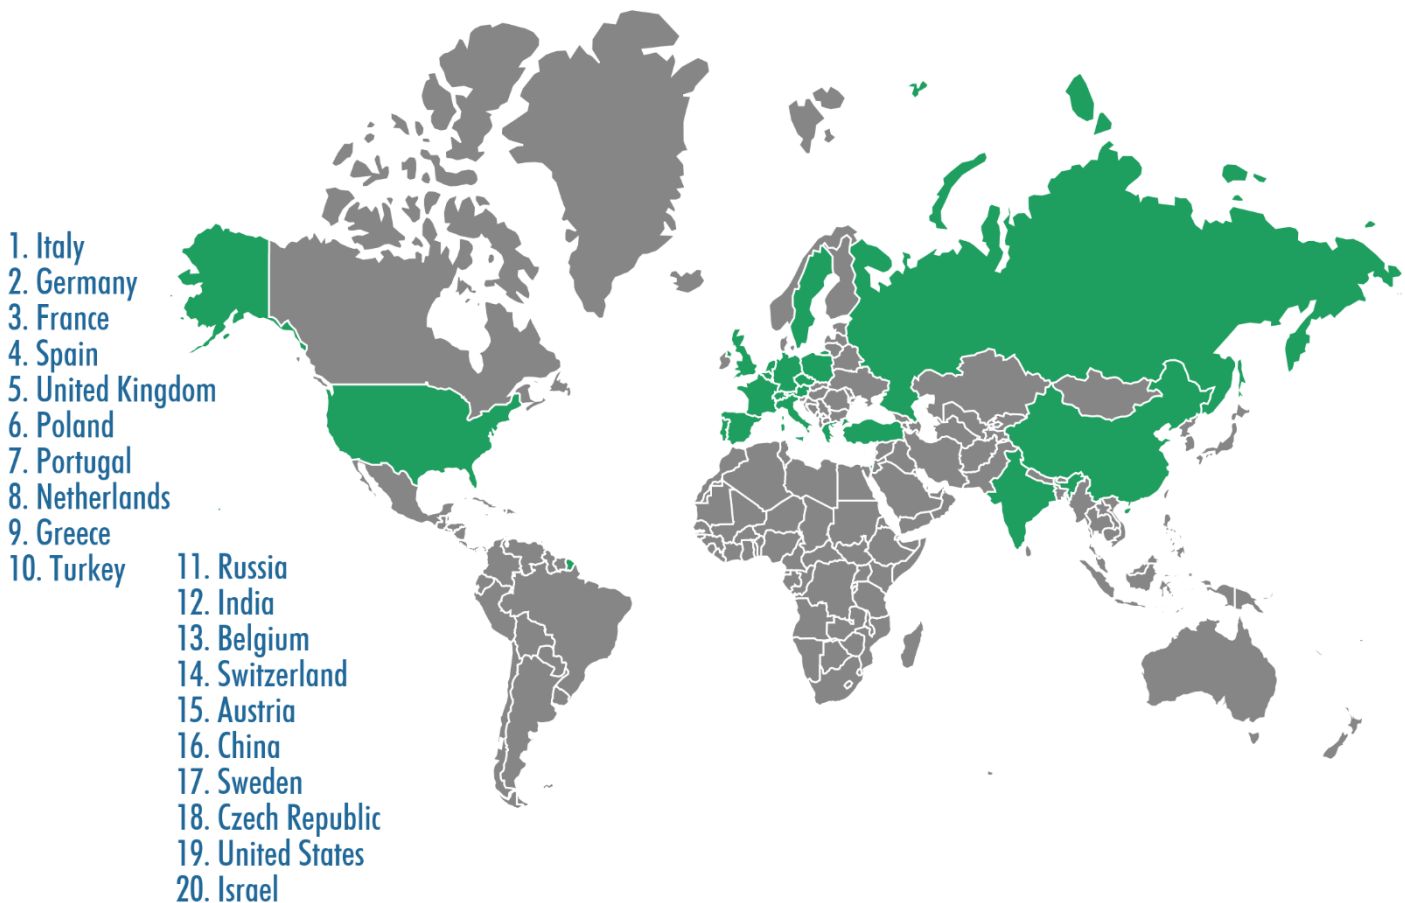 1. Italy
2. Germany
3. France
4. Spain
5. United Kingdom
6. Poland
7. Portugal
8. Netherlands
9. Greece
10. Turkey
11. Russia
12. India
13. Belgium
14. Switzerland
15. Austria
16. China
17. Sweden
18. Czech Republic
19. United States
20. Israel